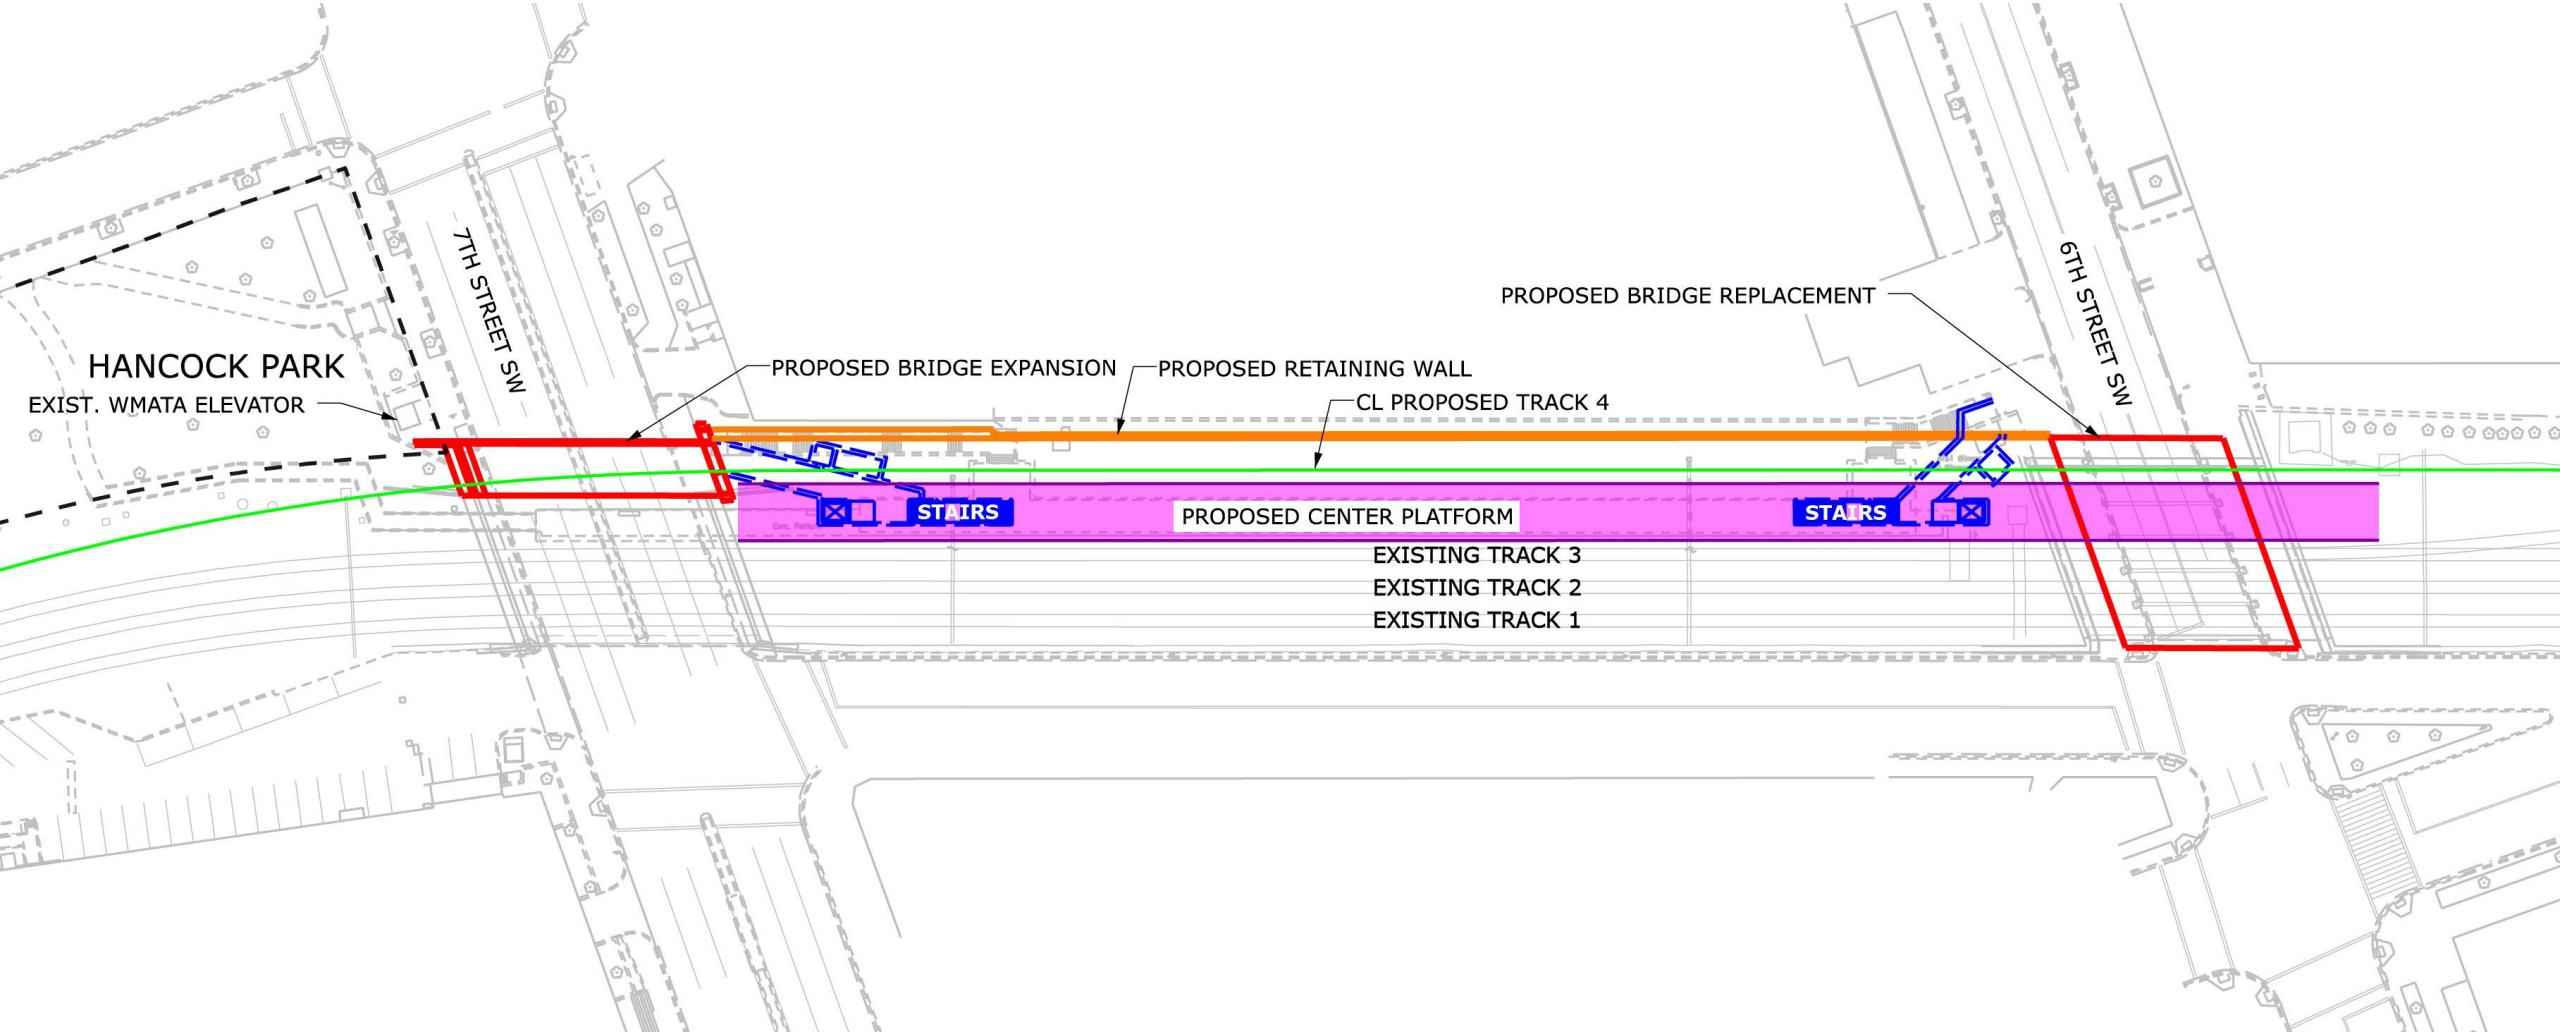 7TH STREET SW
6TH STREET SW
PROPOSED BRIDGE REPLACEMENT
HANCOCK PARK
EXIST. WMATA ELEVATOR
PROPOSED BRIDGE EXPANSION
PROPOSED RETAINING WALL
CL PROPOSED TRACK 4
STAIRS
PROPOSED CENTER PLATFORM
STAIRS
EXISTING TRACK 3
EXISTING TRACK 2
EXISTING TRACK 1